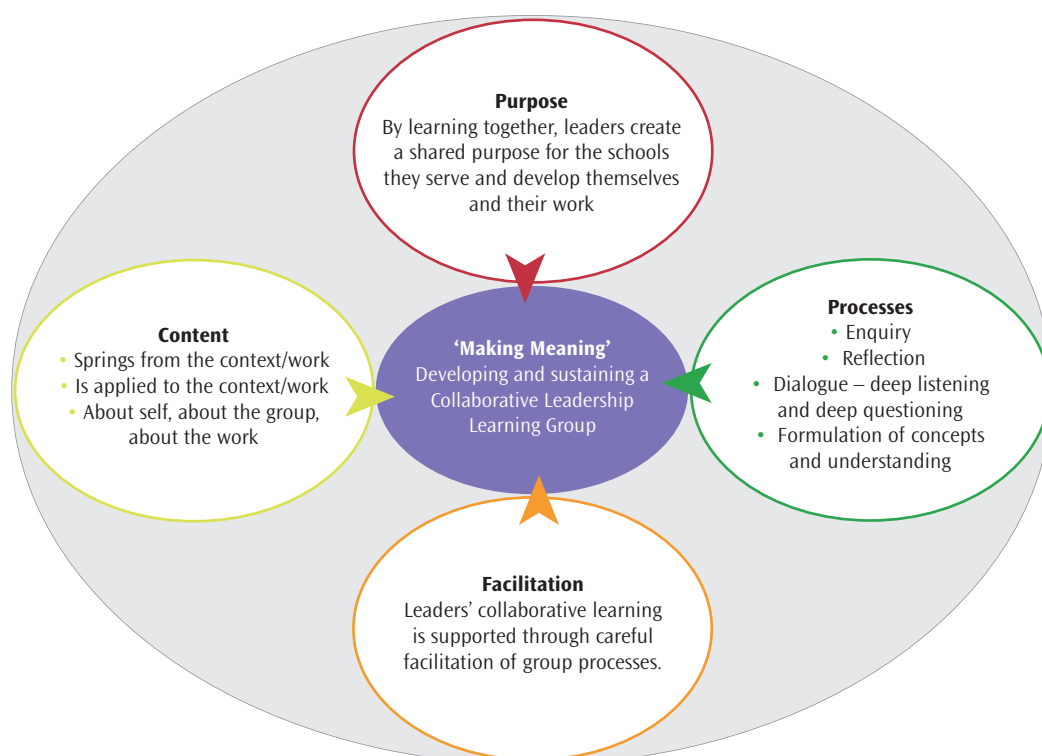 Purpose
By learning together, leaders create
a shared purpose for the schools
they serve and develop themselves
and their work
Content
• Springs from the context/work
• Is applied to the context/work
• About self, about the group,
about the work
‘Making Meaning’
Developing and sustaining a
Collaborative Leadership
Learning Group
Processes
• Enquiry
• Reflection
• Dialogue – deep listening
and deep questioning
• Formulation of concepts
and understanding
Facilitation
Leaders’ collaborative learning
is supported through careful
facilitation of group processes.